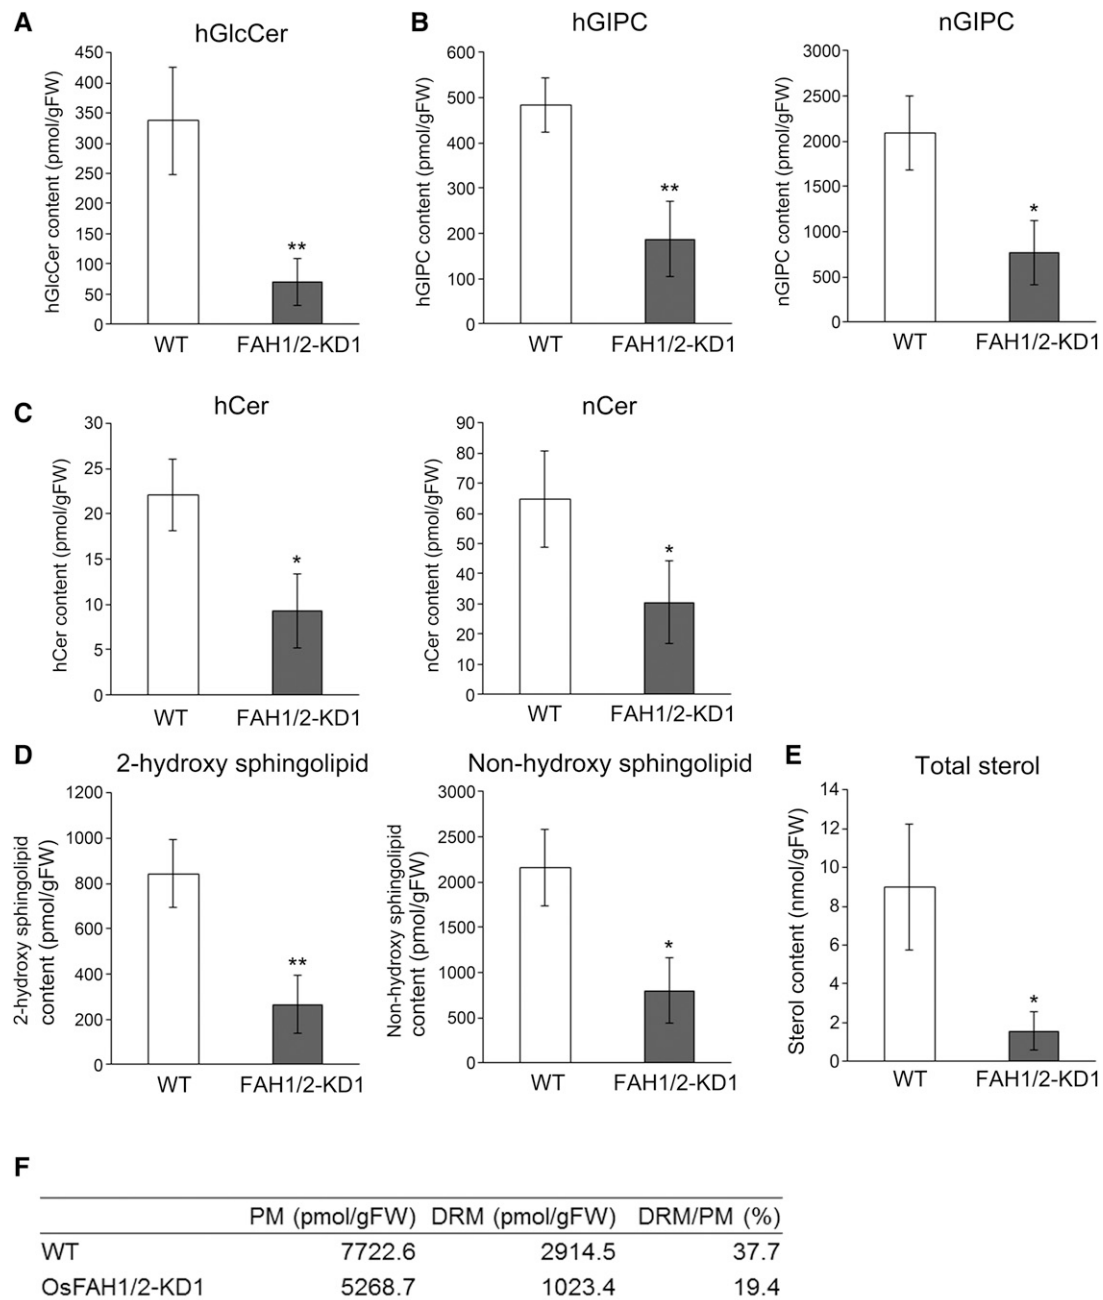 A
hGlcCer
hGlcCer content (pmol/gFW)
450
400
350
300
250
200
150
100
50
0
**
WT
FAH1/2-KD1
B
hGIPC
hGIPC content (pmol/gFW)
600
500
400
300
200
100
0
**
WT
FAH1/2-KD1
nGIPC
nGIPC content (pmol/gFW)
3000
2500
2000
1500
1000
500
0
*
WT
FAH1/2-KD1
C
hCer
hCer content (pmol/gFW)
30
25
20
15
10
5
0
*
WT
FAH1/2-KD1
nCer
nCer content (pmol/gFW)
90
80
70
60
50
40
30
20
10
0
*
WT
FAH1/2-KD1
D
2-hydroxy sphingolipid
2-hydroxy sphingolipid
content (pmol/gFW)
1200
1000
800
600
400
200
0
**
WT
FAH1/2-KD1
Non-hydroxy sphingolipid
Non-hydroxy sphingolipid
content (pmol/gFW)
3000
2500
2000
1500
1000
500
0
*
WT
FAH1/2-KD1
E
Total sterol
Sterol content (nmol/gFW)
14
12
10
8
6
4
2
0
*
WT
FAH1/2-KD1
F
PM (pmol/gFW) DRM (pmol/gFW) DRM/PM (%)
WT 7722.6 2914.5 37.7
OsFAH1/2-KD1 5268.7 1023.4 19.4